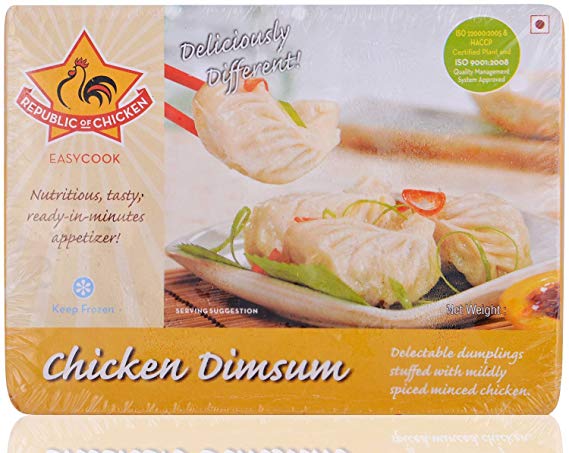 Deliciously
Different!
ISO 22000:2005 &
HACCP
Certified Plant and
ISO 9001:2008
Quality Management
System Approved
REPUBLIC OF CHICKEN
EASYCOOK
Nutritious, tasty,
ready-in-minutes
appetizer!
Keep Frozen
SERVING SUGGESTION
Net Weight :
Chicken Dimsum
Delectable dumplings
stuffed with mildly
spiced minced chicken.